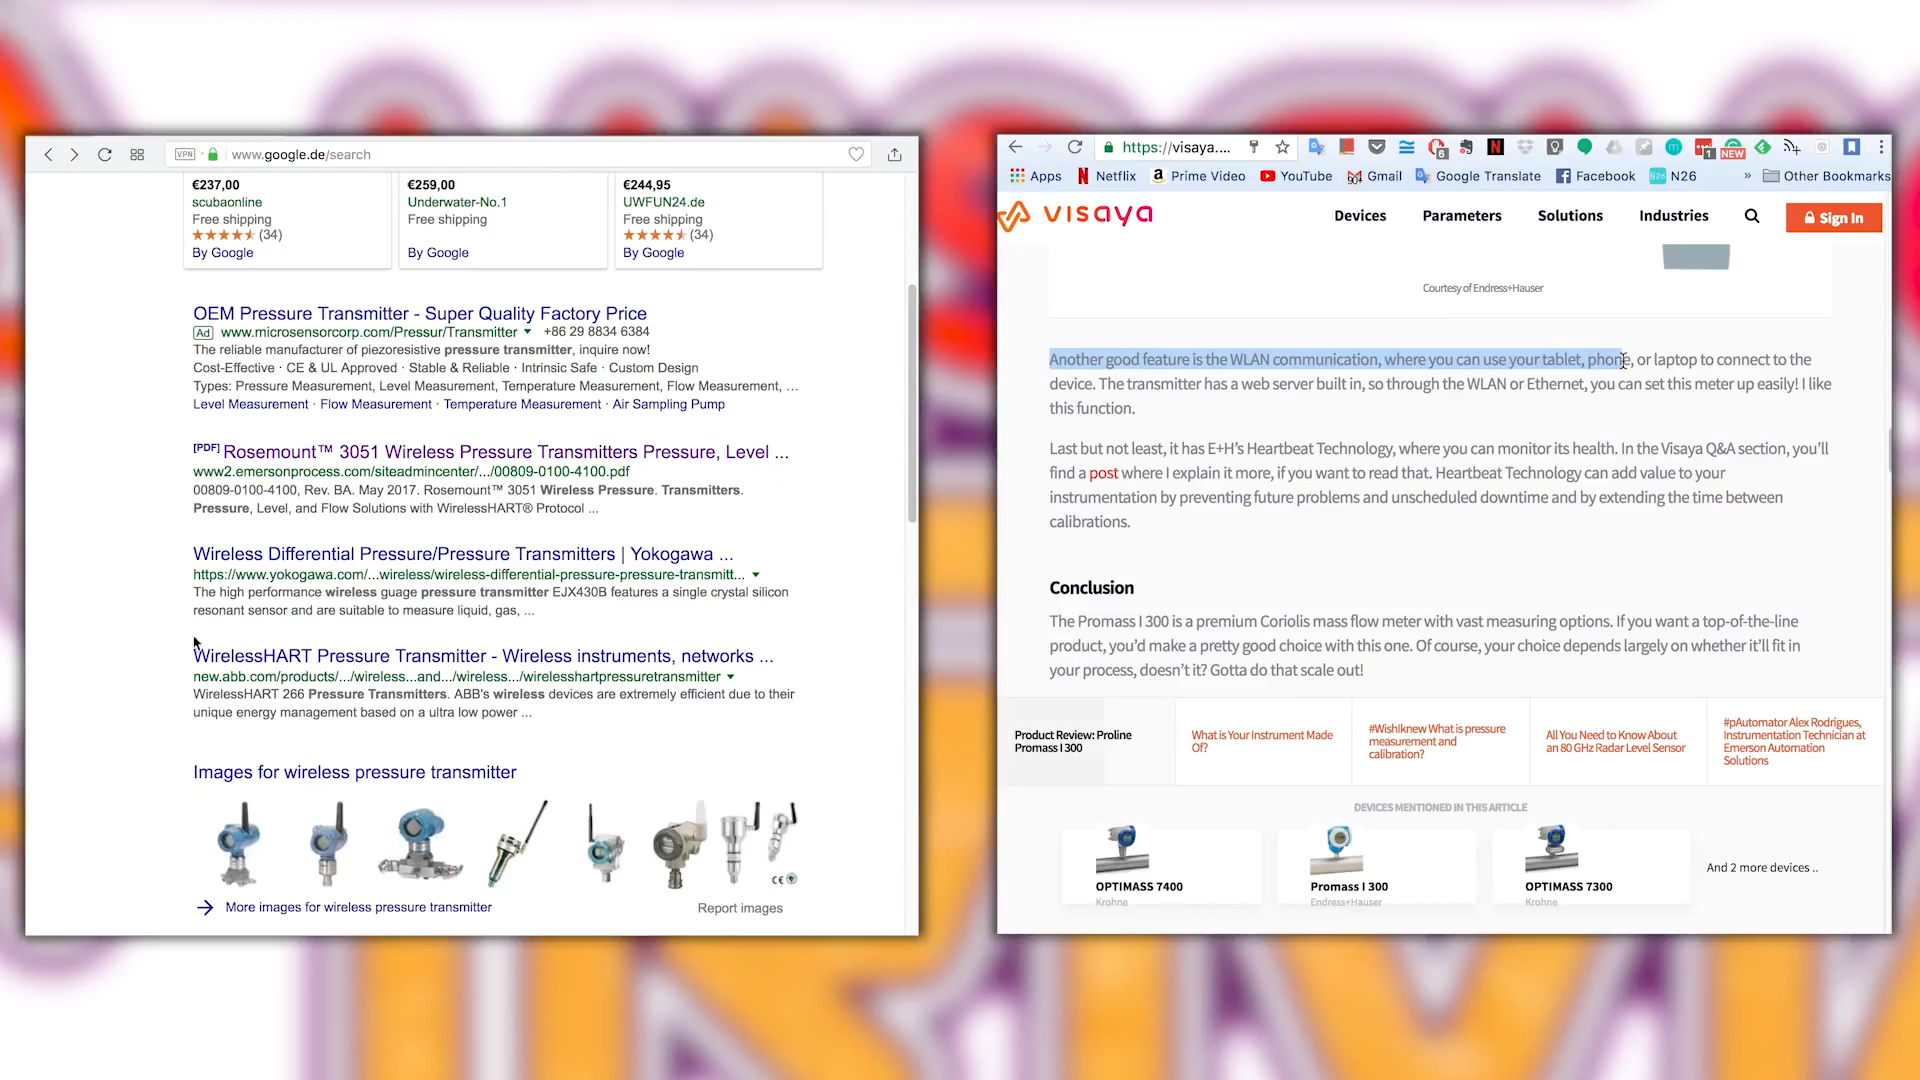 VPN www.google.de/search
€237,00
scubaonline
Free shipping
(34)
By Google
€259,00
Underwater-No.1
Free shipping
By Google
€244,95
UWFUN24.de
Free shipping
(34)
By Google
OEM Pressure Transmitter - Super Quality Factory Price
Ad www.microsensorcorp.com/Pressur/Transmitter +86 29 8834 6384
The reliable manufacturer of piezoresistive pressure transmitter, inquire now!
Cost-Effective · CE & UL Approved · Stable & Reliable · Intrinsic Safe · Custom Design
Types: Pressure Measurement, Level Measurement, Temperature Measurement, Flow Measurement, …
Level Measurement · Flow Measurement · Temperature Measurement · Air Sampling Pump
[PDF] Rosemount™ 3051 Wireless Pressure Transmitters Pressure, Level ...
www2.emersonprocess.com/siteadmincenter/.../00809-0100-4100.pdf
00809-0100-4100, Rev. BA. May 2017. Rosemount™ 3051 Wireless Pressure. Transmitters.
Pressure, Level, and Flow Solutions with WirelessHART® Protocol ...
Wireless Differential Pressure/Pressure Transmitters | Yokogawa ...
https://www.yokogawa.com/...wireless/wireless-differential-pressure-pressure-transmitt...
The high performance wireless guage pressure transmitter EJX430B features a single crystal silicon
resonant sensor and are suitable to measure liquid, gas, ...
WirelessHART Pressure Transmitter - Wireless instruments, networks ...
new.abb.com/products/.../wireless...and.../wireless.../wirelesshartpressuretransmitter
WirelessHART 266 Pressure Transmitters. ABB's wireless devices are extremely efficient due to their
unique energy management based on a ultra low power ...
Images for wireless pressure transmitter
More images for wireless pressure transmitter
Report images
https://visaya....
6
1
NEW
Apps Netflix Prime Video YouTube Gmail Google Translate Facebook N26 » Other Bookmarks
visaya
Devices Parameters Solutions Industries Sign In
Courtesy of Endress+Hauser
Another good feature is the WLAN communication, where you can use your tablet, phone, or laptop to connect to the
device. The transmitter has a web server built in, so through the WLAN or Ethernet, you can set this meter up easily! I like
this function.
Last but not least, it has E+H's Heartbeat Technology, where you can monitor its health. In the Visaya Q&A section, you'll
find a post where I explain it more, if you want to read that. Heartbeat Technology can add value to your
instrumentation by preventing future problems and unscheduled downtime and by extending the time between
calibrations.
Conclusion
The Promass I 300 is a premium Coriolis mass flow meter with vast measuring options. If you want a top-of-the-line
product, you'd make a pretty good choice with this one. Of course, your choice depends largely on whether it'll fit in
your process, doesn't it? Gotta do that scale out!
Product Review: Proline
Promass I 300
What is Your Instrument Made
Of?
#WishIknew What is pressure
measurement and
calibration?
All You Need to Know About
an 80 GHz Radar Level Sensor
#pAutomator Alex Rodrigues,
Instrumentation Technician at
Emerson Automation
Solutions
DEVICES MENTIONED IN THIS ARTICLE
OPTIMASS 7400
Krohne
Promass I 300
Endress+Hauser
OPTIMASS 7300
Krohne
And 2 more devices ..